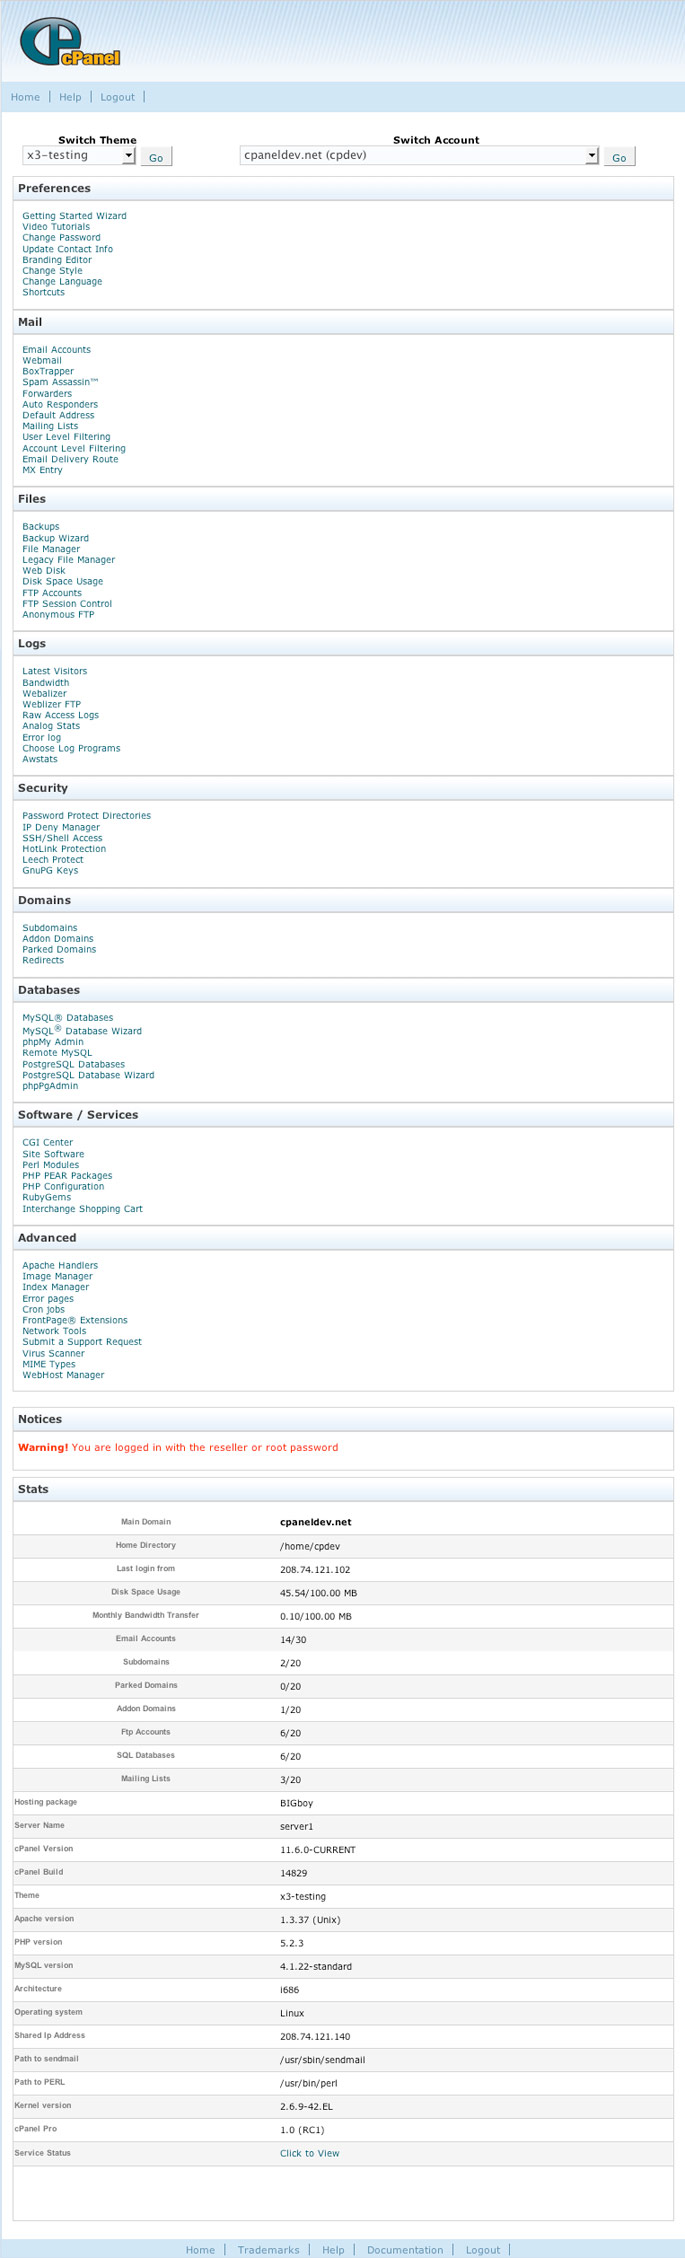 cPanel
Home | Help | Logout |
Switch Theme Switch Account
x3-testing Go cpaneldev.net (cpdev) Go
Preferences
Getting Started Wizard
Video Tutorials
Change Password
Update Contact Info
Branding Editor
Change Style
Change Language
Shortcuts
Mail
Email Accounts
Webmail
BoxTrapper
Spam Assassin™
Forwarders
Auto Responders
Default Address
Mailing Lists
User Level Filtering
Account Level Filtering
Email Delivery Route
MX Entry
Files
Backups
Backup Wizard
File Manager
Legacy File Manager
Web Disk
Disk Space Usage
FTP Accounts
FTP Session Control
Anonymous FTP
Logs
Latest Visitors
Bandwidth
Webalizer
Weblizer FTP
Raw Access Logs
Analog Stats
Error log
Choose Log Programs
Awstats
Security
Password Protect Directories
IP Deny Manager
SSH/Shell Access
HotLink Protection
Leech Protect
GnuPG Keys
Domains
Subdomains
Addon Domains
Parked Domains
Redirects
Databases
MySQL® Databases
MySQL® Database Wizard
phpMy Admin
Remote MySQL
PostgreSQL Databases
PostgreSQL Database Wizard
phpPgAdmin
Software / Services
CGI Center
Site Software
Perl Modules
PHP PEAR Packages
PHP Configuration
RubyGems
Interchange Shopping Cart
Advanced
Apache Handlers
Image Manager
Index Manager
Error pages
Cron jobs
FrontPage® Extensions
Network Tools
Submit a Support Request
Virus Scanner
MIME Types
WebHost Manager
Notices
Warning! You are logged in with the reseller or root password
Stats
Main Domain cpaneldev.net
Home Directory /home/cpdev
Last login from 208.74.121.102
Disk Space Usage 45.54/100.00 MB
Monthly Bandwidth Transfer 0.10/100.00 MB
Email Accounts 14/30
Subdomains 2/20
Parked Domains 0/20
Addon Domains 1/20
Ftp Accounts 6/20
SQL Databases 6/20
Mailing Lists 3/20
Hosting package BIGboy
Server Name server1
cPanel Version 11.6.0-CURRENT
cPanel Build 14829
Theme x3-testing
Apache version 1.3.37 (Unix)
PHP version 5.2.3
MySQL version 4.1.22-standard
Architecture i686
Operating system Linux
Shared Ip Address 208.74.121.140
Path to sendmail /usr/sbin/sendmail
Path to PERL /usr/bin/perl
Kernel version 2.6.9-42.EL
cPanel Pro 1.0 (RC1)
Service Status Click to View
Home | Trademarks | Help | Documentation | Logout |